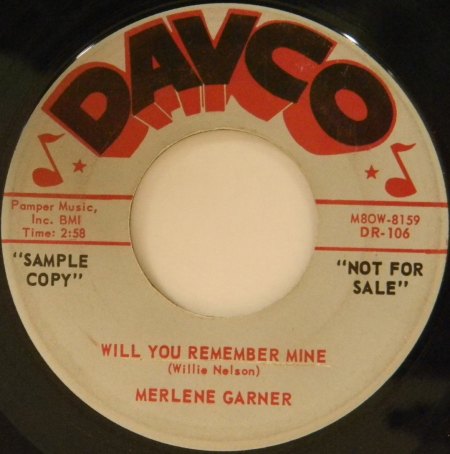 DAVCO
Pamper Music,
Inc. BMI
Time: 2:58
M8OW-8159
DR-106
"SAMPLE
COPY"
"NOT FOR
SALE"
WILL YOU REMEMBER MINE
(Willie Nelson)
MERLENE GARNER